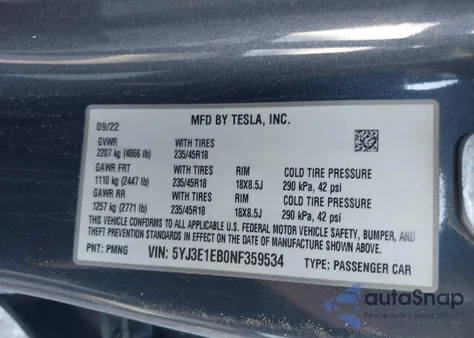 MFD BY TESLA, INC.
09/22
GVWR WITH TIRES
2207 kg (4866 lb) 235/45R18
GAWR FRT WITH TIRES RIM COLD TIRE PRESSURE
1110 kg (2447 lb) 235/45R18 18X8.5J 290 kPa, 42 psi
GAWR RR WITH TIRES RIM COLD TIRE PRESSURE
1257 kg (2771 lb) 235/45R18 18X8.5J 290 kPa, 42 psi
THIS VEHICLE CONFORMS TO ALL APPLICABLE U.S. FEDERAL MOTOR VEHICLE SAFETY, BUMPER, AND
THEFT PREVENTION STANDARDS IN EFFECT ON THE DATE OF MANUFACTURE SHOWN ABOVE.
PNT: PMNG VIN: 5YJ3E1EB0NF359534 TYPE: PASSENGER CAR
autoSnap